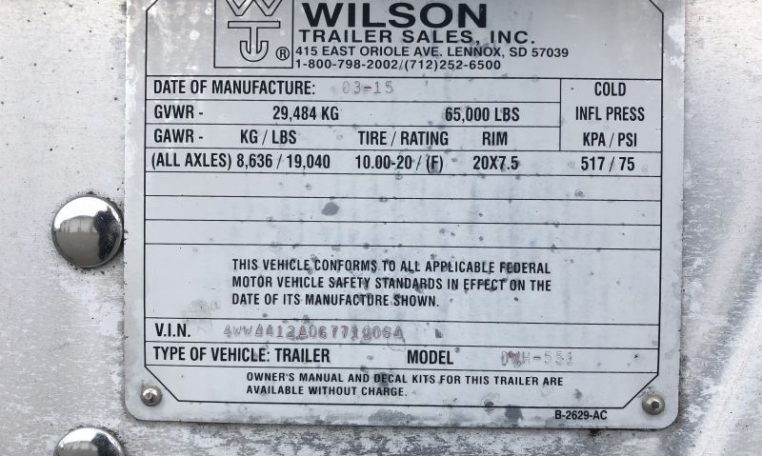 WILSON
TRAILER SALES, INC.
® 415 EAST ORIOLE AVE. LENNOX, SD 57039
1-800-798-2002/(712)252-6500
DATE OF MANUFACTURE: 03-15 COLD
GVWR - 29,484 KG 65,000 LBS INFL PRESS
GAWR - KG / LBS TIRE / RATING RIM KPA / PSI
(ALL AXLES) 8,636 / 19,040 10.00-20 / (F) 20X7.5 517 / 75
THIS VEHICLE CONFORMS TO ALL APPLICABLE FEDERAL
MOTOR VEHICLE SAFETY STANDARDS IN EFFECT ON THE
DATE OF ITS MANUFACTURE SHOWN.
V.I.N.
TYPE OF VEHICLE: TRAILER MODEL
OWNER'S MANUAL AND DECAL KITS FOR THIS TRAILER ARE
AVAILABLE WITHOUT CHARGE.
B-2629-AC